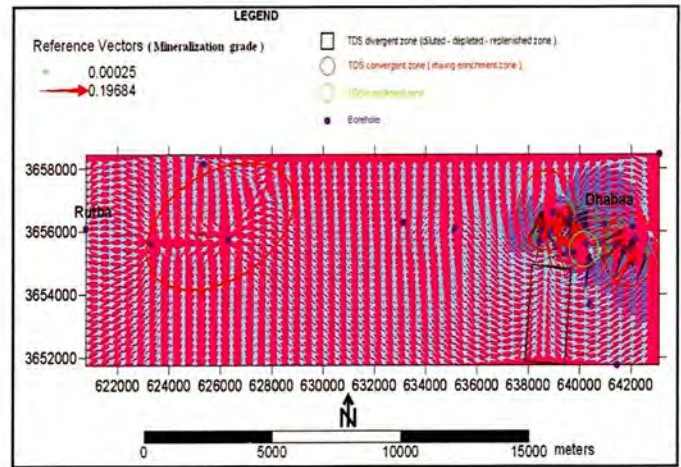 LEGEND
Reference Vectors ( Mineralization grade )
0.00025
0.19684
TDS divergent zone (diluted - depleted - replenished zone )
TDS convergent zone ( mixing enrichment zone )
zone
Borehole
3658000
3656000
3654000
3652000
Rutba
Dhabaa
622000 624000 626000 628000 630000 632000 634000 636000 638000 640000 642000
N
0 5000 10000 15000 meters